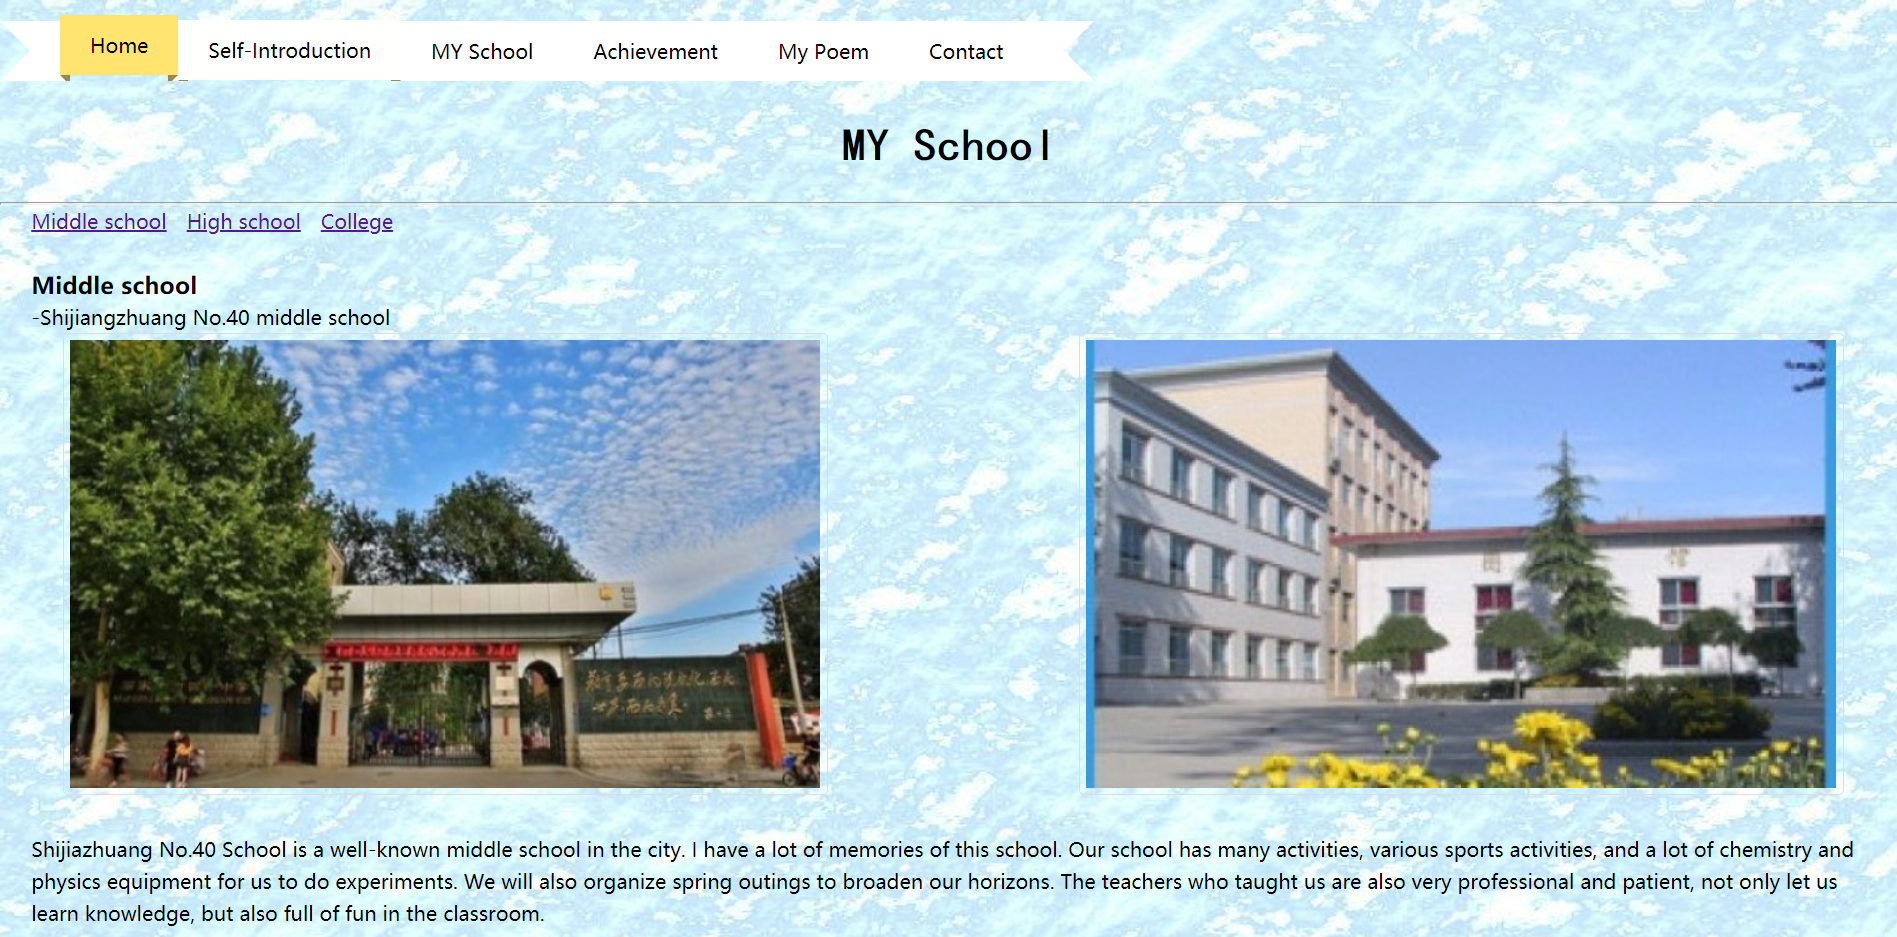 Home Self-Introduction MY School Achievement My Poem Contact
MY School
Middle school High school College
Middle school
-Shijiangzhuang No.40 middle school
Shijiazhuang No.40 School is a well-known middle school in the city. I have a lot of memories of this school. Our school has many activities, various sports activities, and a lot of chemistry and
physics equipment for us to do experiments. We will also organize spring outings to broaden our horizons. The teachers who taught us are also very professional and patient, not only let us
learn knowledge, but also full of fun in the classroom.